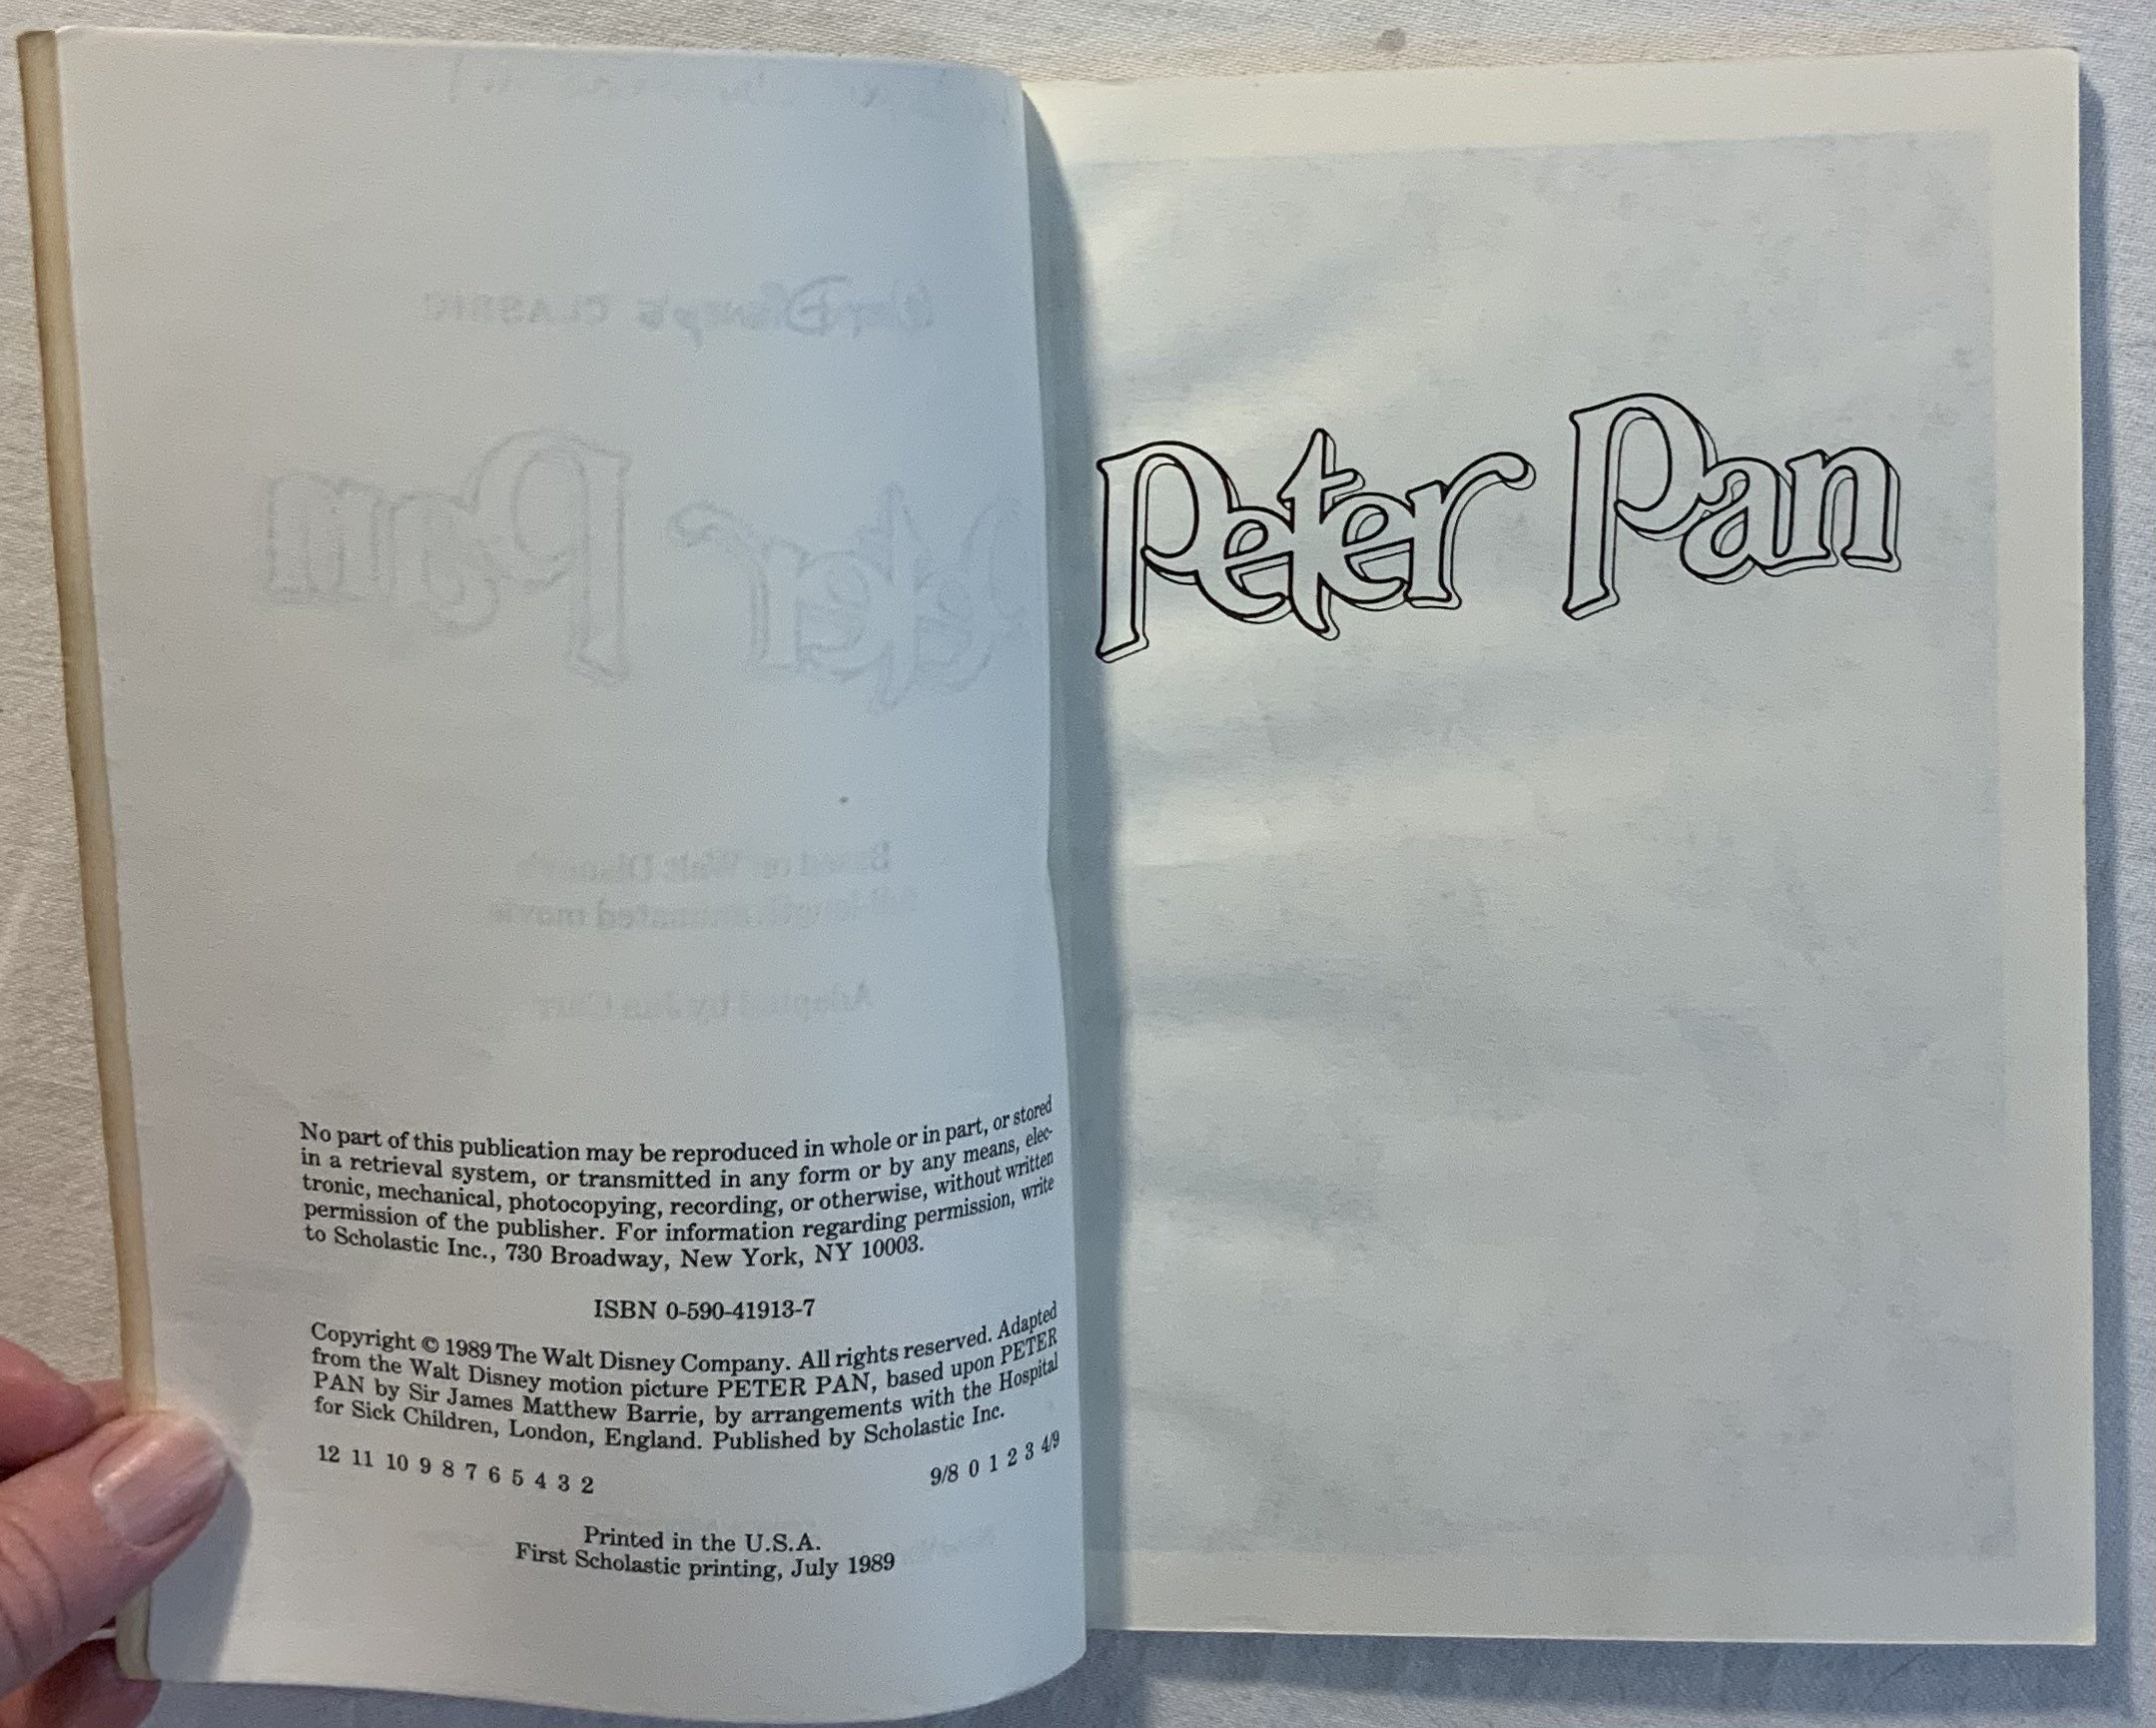 No part of this publication may be reproduced in whole or in part, or stored
in a retrieval system, or transmitted in any form or by any means, elec-
tronic, mechanical, photocopying, recording, or otherwise, without written
permission of the publisher. For information regarding permission, write
to Scholastic Inc., 730 Broadway, New York, NY 10003.
ISBN 0-590-41913-7
Copyright © 1989 The Walt Disney Company. All rights reserved. Adapted
from the Walt Disney motion picture PETER PAN, based upon PETER
PAN by Sir James Matthew Barrie, by arrangements with the Hospital
for Sick Children, London, England. Published by Scholastic Inc.
12 11 10 9 8 7 6 5 4 3 2 9/8 0 1 2 3 4/9
Printed in the U.S.A.
First Scholastic printing, July 1989
Peter Pan